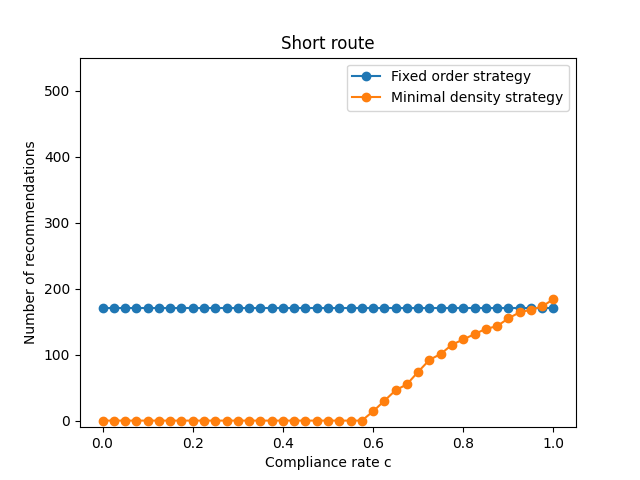 Short route
Fixed order strategy
Minimal density strategy
Number of recommendations
500
400
300
200
100
0
0.0 0.2 0.4 0.6 0.8 1.0
Compliance rate c